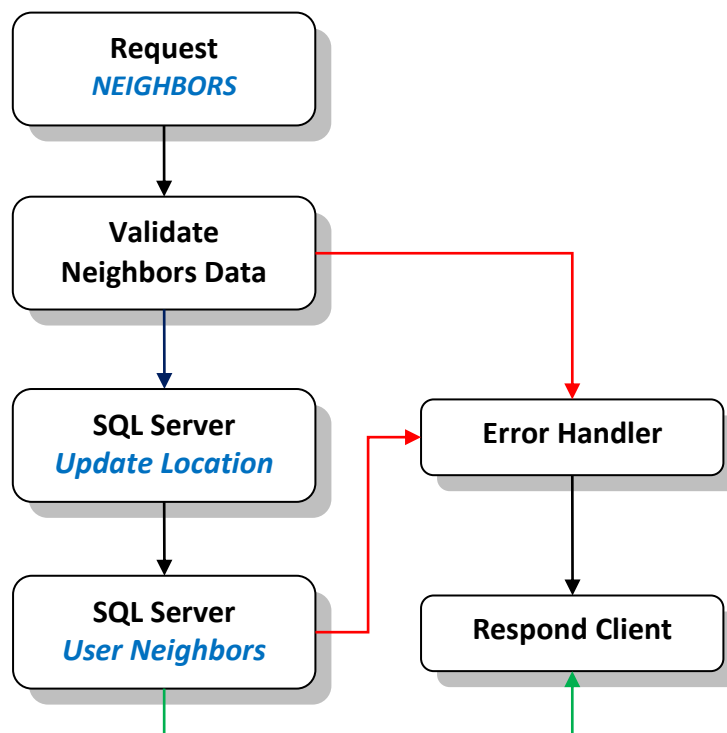 Request
NEIGHBORS
Validate
Neighbors Data
SQL Server
Update Location
Error Handler
SQL Server
User Neighbors
Respond Client